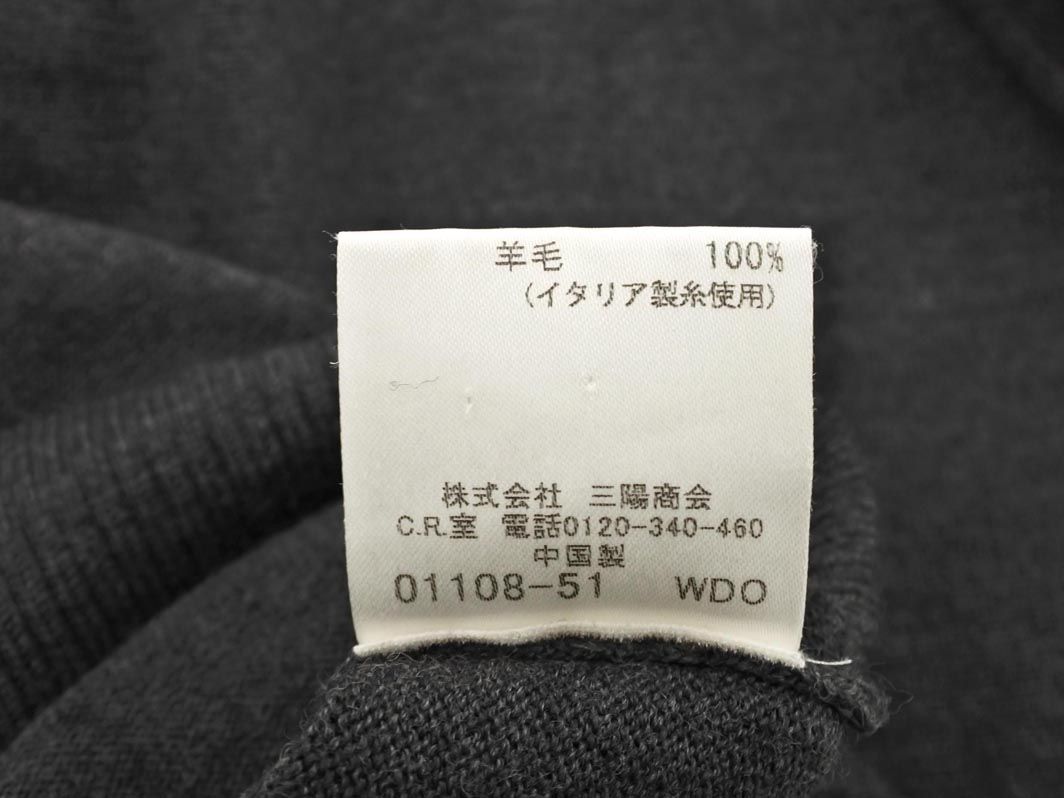 羊毛 100%
(イタリア製糸使用)
株式会社 三陽商会
C.R.室 電話0120-340-460
中国製
01108-51 WDO